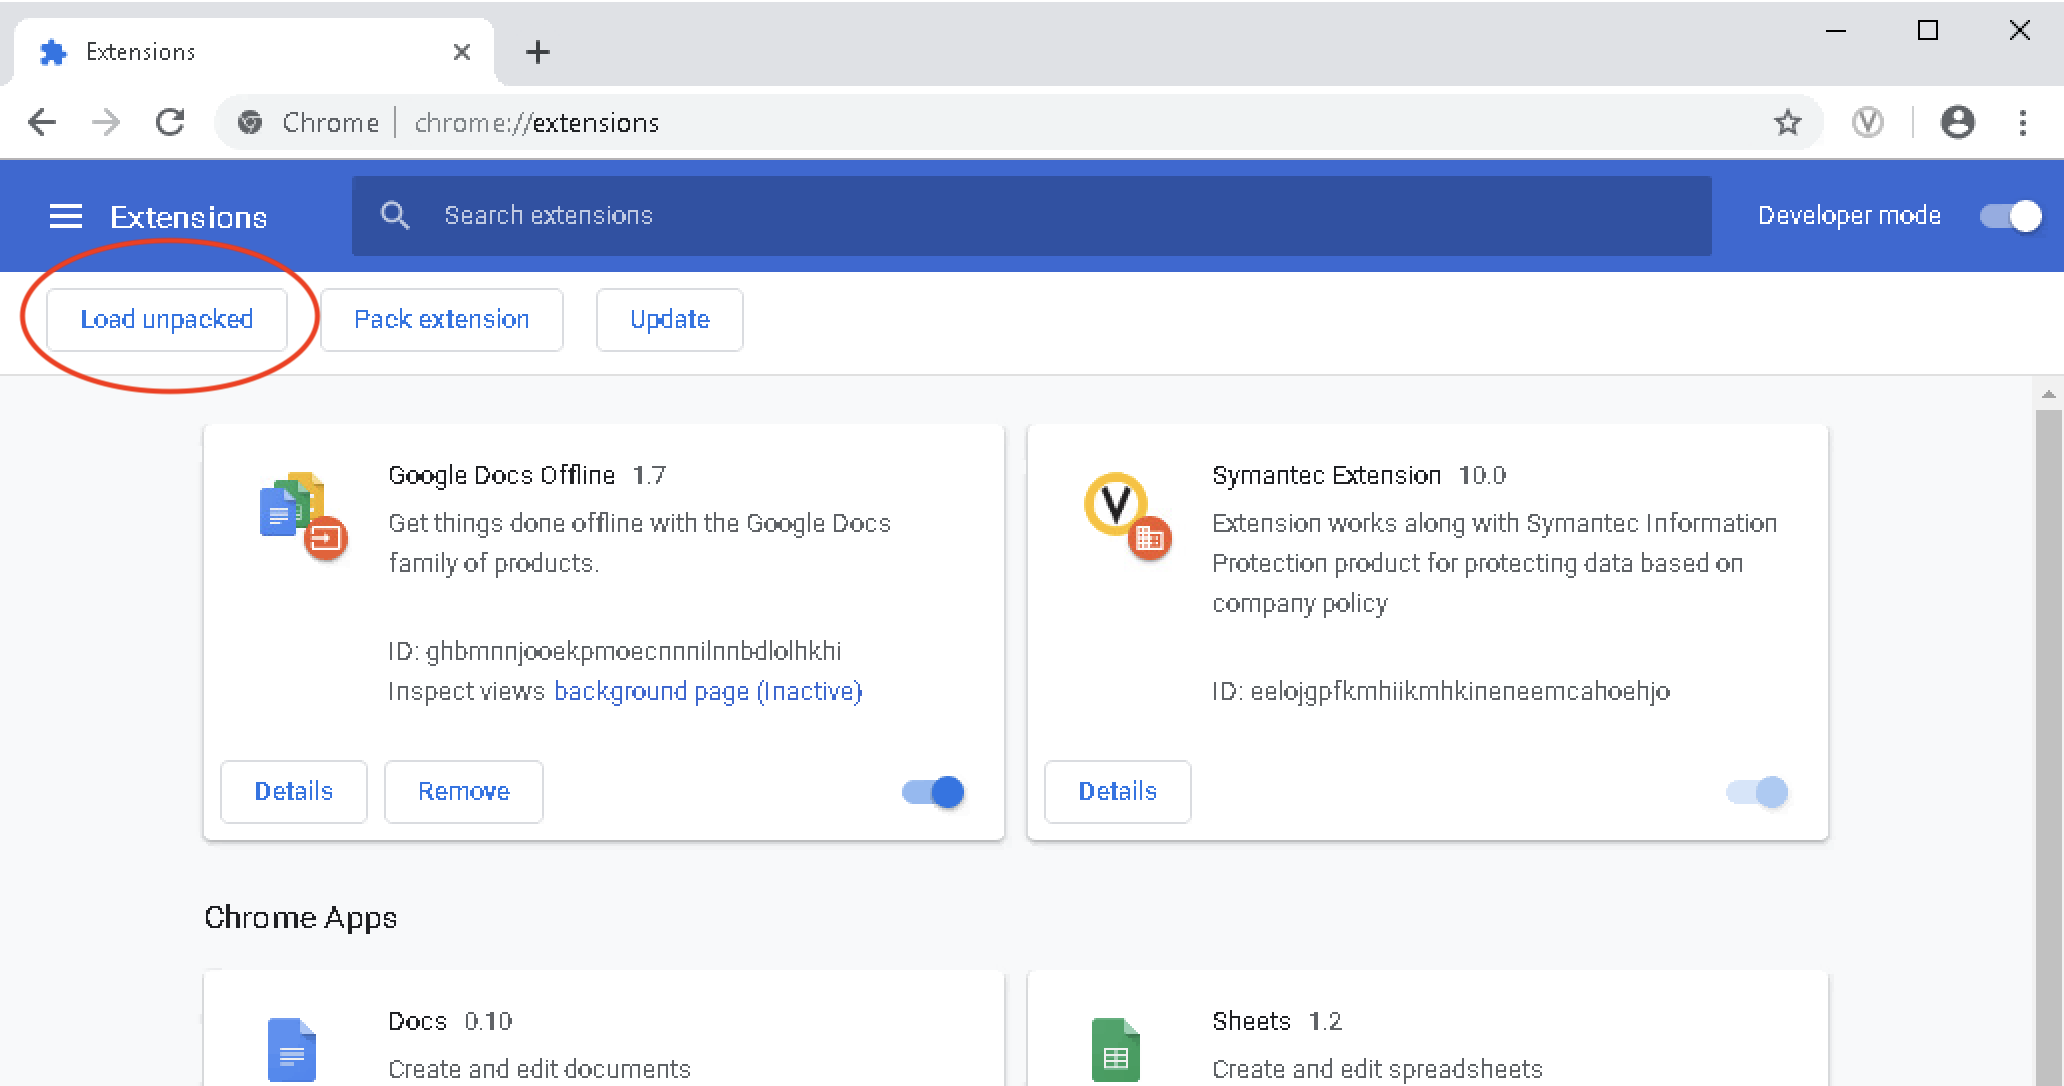 Extensions
Chrome | chrome://extensions
Extensions
Search extensions
Developer mode
Load unpacked
Pack extension
Update
Google Docs Offline 1.7
Get things done offline with the Google Docs
family of products.
ID: ghbmnnjooekpmoecnnnilnnbdlolhkhi
Inspect views background page (Inactive)
Details
Remove
Symantec Extension 10.0
Extension works along with Symantec Information
Protection product for protecting data based on
company policy
ID: eelojgpfkmhiikmhkineneemcahoehjo
Details
Chrome Apps
Docs 0.10
Create and edit documents
Sheets 1.2
Create and edit spreadsheets